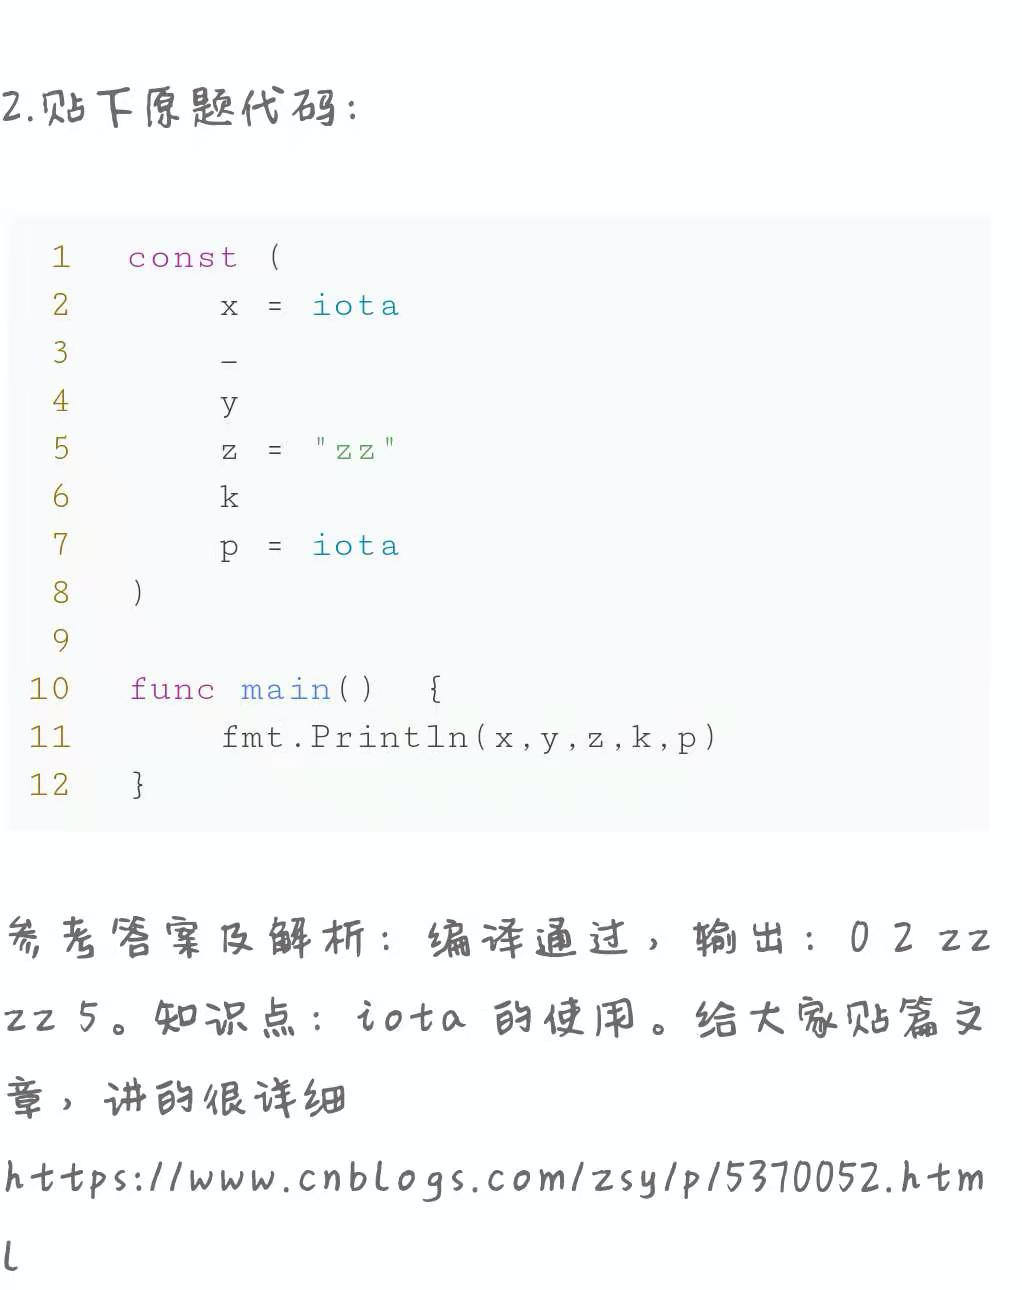 2.贴下原题代码：
1 const (
2     x = iota
3     _
4     y
5     z = "zz"
6     k
7     p = iota
8 )
9
10 func main()  {
11     fmt.Println(x,y,z,k,p)
12 }
参考答案及解析：编译通过，输出：0 2 zz
zz 5。知识点：iota 的使用。给大家贴篇文
章，讲的很详细
https://www.cnblogs.com/zsy/p/5370052.htm
l